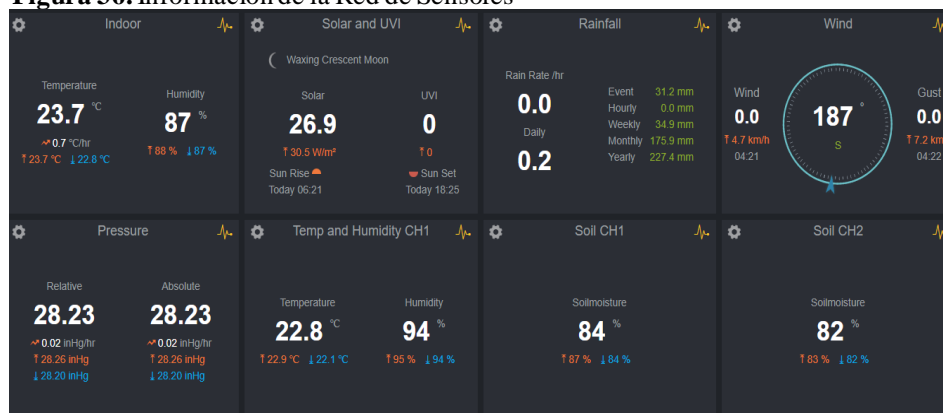 Figura 36. Información de la Red de Sensores
Indoor
Temperature
23.7 °C
0.7 °C/hr
23.7 °C 22.8 °C
Humidity
87 %
88 % 87 %
Solar and UVI
Waxing Crescent Moon
Solar
26.9
30.5 W/m²
UVI
0
0
Sun Rise
Today 06:21
Sun Set
Today 18:25
Rainfall
Rain Rate /hr
0.0
Daily
0.2
Event 31.2 mm
Hourly 0.0 mm
Weekly 34.9 mm
Monthly 175.9 mm
Yearly 227.4 mm
Wind
Wind
0.0
4.7 km/h
04:21
187 °
S
Gust
0.0
7.2 km
04:22
Pressure
Relative
28.23
0.02 inHg/hr
28.26 inHg
28.20 inHg
Absolute
28.23
0.02 inHg/hr
28.26 inHg
28.20 inHg
Temp and Humidity CH1
Temperature
22.8 °C
22.9 °C 22.1 °C
Humidity
94 %
95 % 94 %
Soil CH1
Soilmoisture
84 %
87 % 84 %
Soil CH2
Soilmoisture
82 %
83 % 82 %